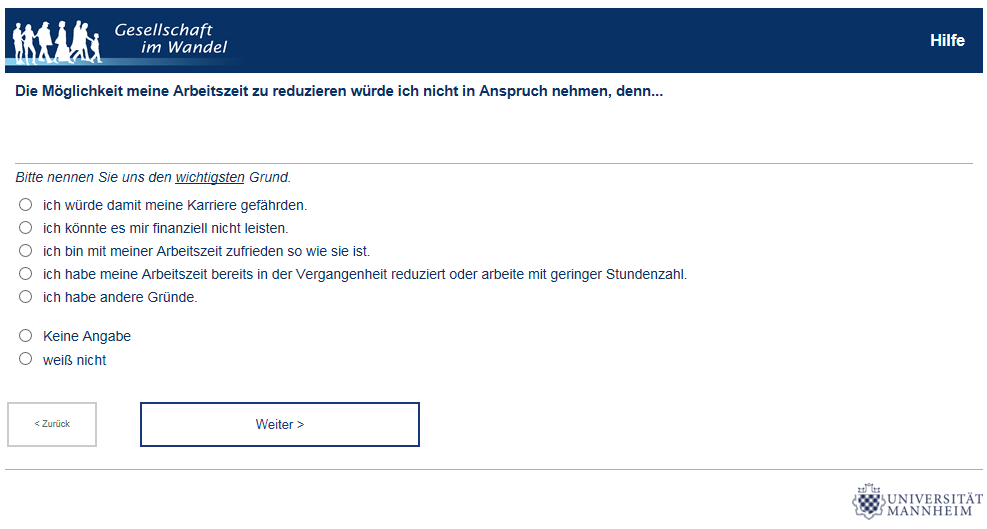 Gesellschaft
im Wandel
Hilfe
Die Möglichkeit meine Arbeitszeit zu reduzieren würde ich nicht in Anspruch nehmen, denn...
Bitte nennen Sie uns den wichtigsten Grund.
ich würde damit meine Karriere gefährden.
ich könnte es mir finanziell nicht leisten.
ich bin mit meiner Arbeitszeit zufrieden so wie sie ist.
ich habe meine Arbeitszeit bereits in der Vergangenheit reduziert oder arbeite mit geringer Stundenzahl.
ich habe andere Gründe.
Keine Angabe
weiß nicht
< Zurück
Weiter >
UNIVERSITÄT
MANNHEIM